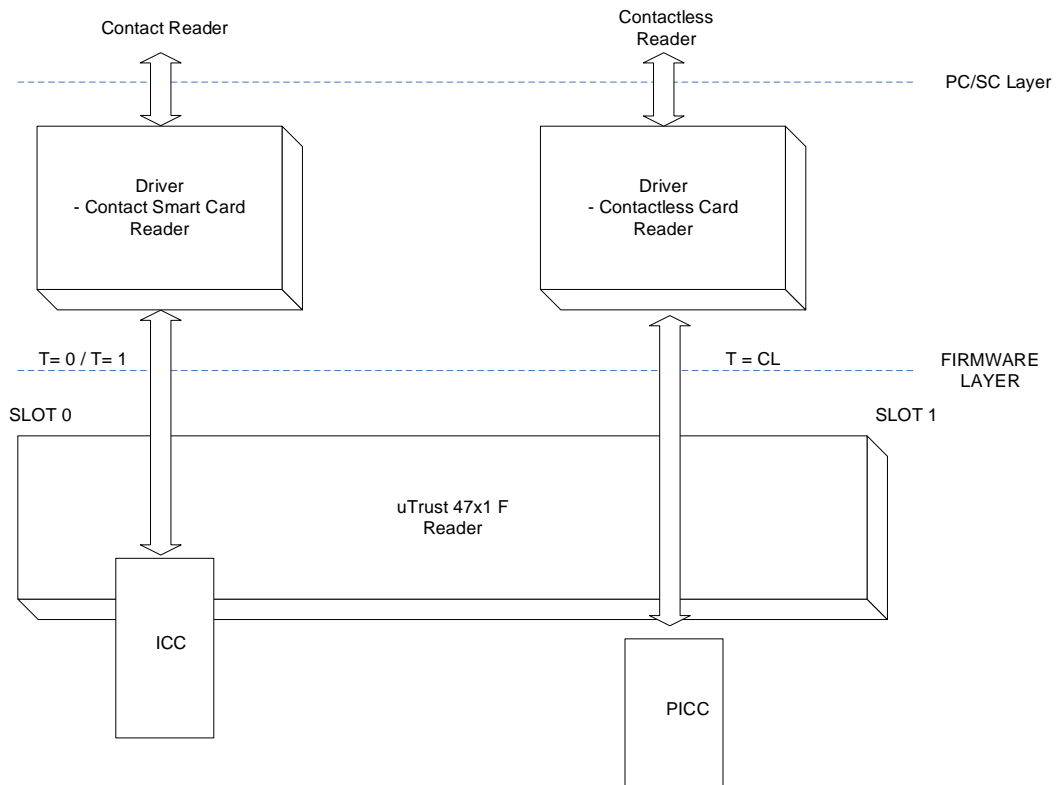 Contact Reader
Contactless
Reader
PC/SC Layer
Driver
- Contact Smart Card
Reader
Driver
- Contactless Card
Reader
T= 0 / T= 1
T = CL
FIRMWARE
LAYER
SLOT 0
SLOT 1
uTrust 47x1 F
Reader
ICC
PICC